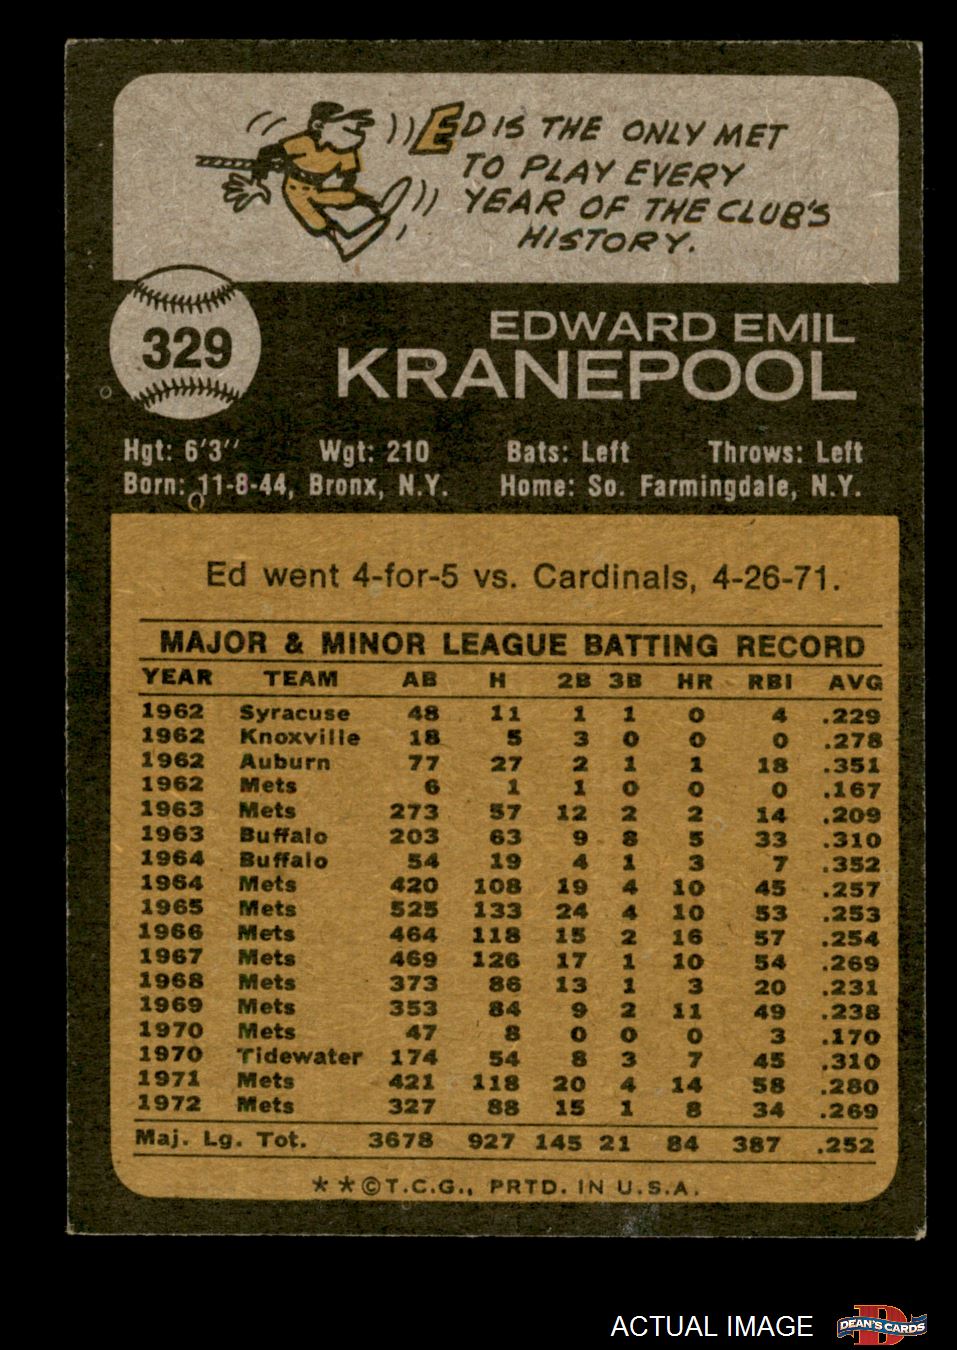 ED IS THE ONLY MET
TO PLAY EVERY
YEAR OF THE CLUB'S
HISTORY.
329
EDWARD EMIL
KRANEPOOL
Hgt: 6'3'' Wgt: 210 Bats: Left Throws: Left
Born: 11-8-44, Bronx, N.Y. Home: So. Farmingdale, N.Y.
Ed went 4-for-5 vs. Cardinals, 4-26-71.
MAJOR & MINOR LEAGUE BATTING RECORD
YEAR TEAM AB H 2B 3B HR RBI AVG
1962 Syracuse 48 11 1 1 0 4 .229
1962 Knoxville 18 5 3 0 0 0 .278
1962 Auburn 77 27 2 1 1 18 .351
1962 Mets 6 1 1 0 0 0 .167
1963 Mets 273 57 12 2 2 14 .209
1963 Buffalo 203 63 9 8 5 33 .310
1964 Buffalo 54 19 4 1 3 7 .352
1964 Mets 420 108 19 4 10 45 .257
1965 Mets 525 133 24 4 10 53 .253
1966 Mets 464 118 15 2 16 57 .254
1967 Mets 469 126 17 1 10 54 .269
1968 Mets 373 86 13 1 3 20 .231
1969 Mets 353 84 9 2 11 49 .238
1970 Mets 47 8 0 0 0 3 .170
1970 Tidewater 174 54 8 3 7 45 .310
1971 Mets 421 118 20 4 14 58 .280
1972 Mets 327 88 15 1 8 34 .269
Maj. Lg. Tot. 3678 927 145 21 84 387 .252
**©T.C.G., PRTD. IN U.S.A.
ACTUAL IMAGE
D
DEAN'S CARDS